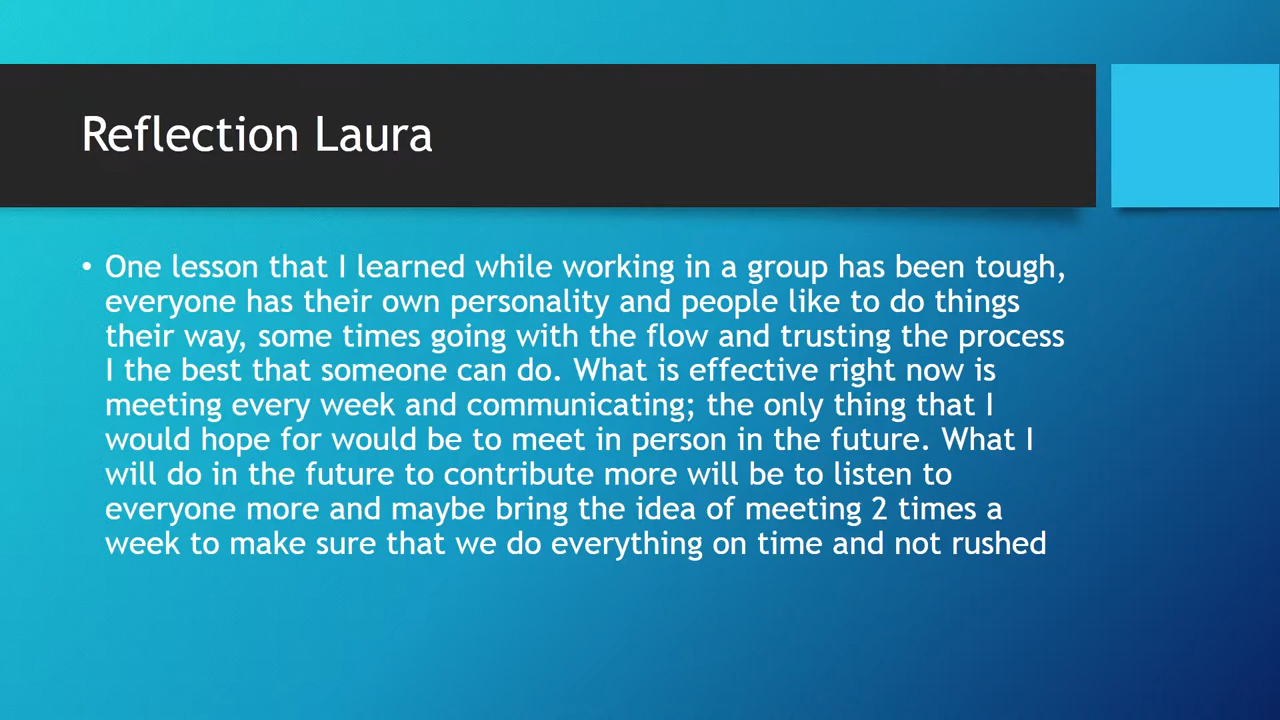 Reflection Laura
• One lesson that I learned while working in a group has been tough,
everyone has their own personality and people like to do things
their way, some times going with the flow and trusting the process
I the best that someone can do. What is effective right now is
meeting every week and communicating; the only thing that I
would hope for would be to meet in person in the future. What I
will do in the future to contribute more will be to listen to
everyone more and maybe bring the idea of meeting 2 times a
week to make sure that we do everything on time and not rushed